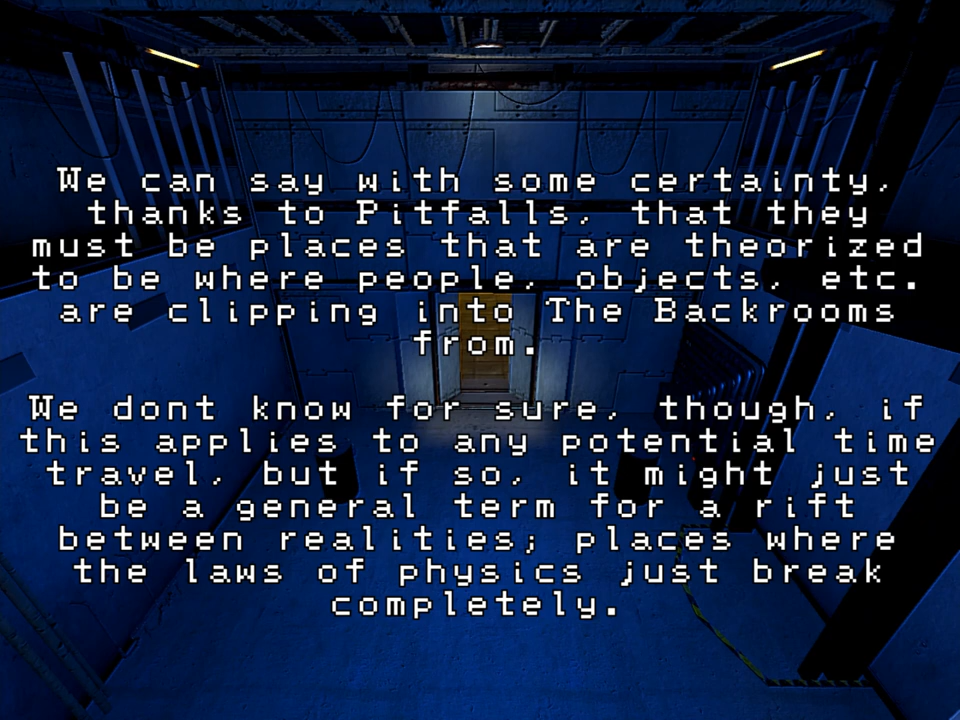 We can say with some certainty,
thanks to Pitfalls, that they
must be places that are theorized
to be where people, objects, etc.
are clipping into The Backrooms
from.
We dont know for sure, though, if
this applies to any potential time
travel, but if so, it might just
be a general term for a rift
between realities; places where
the laws of physics just break
completely.